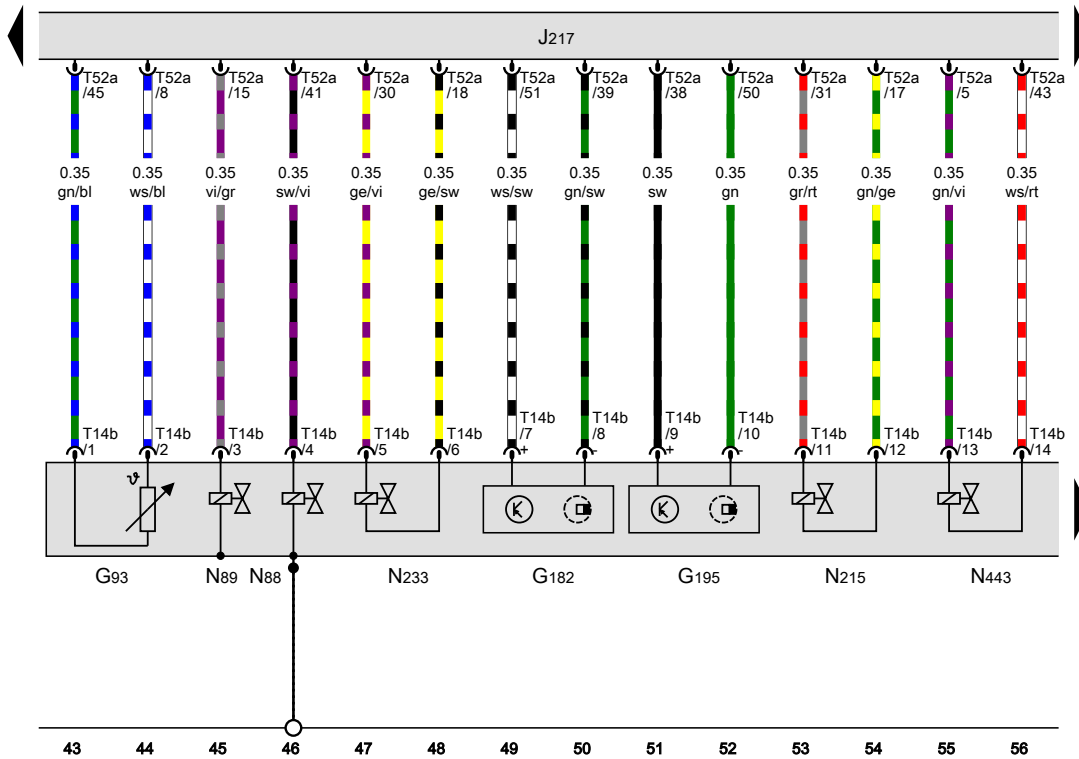 J217
T52a T52a T52a T52a T52a T52a T52a T52a T52a T52a T52a T52a T52a T52a
/45 /8 /15 /41 /30 /18 /51 /39 /38 /50 /31 /17 /5 /43
0.35 0.35 0.35 0.35 0.35 0.35 0.35 0.35 0.35 0.35 0.35 0.35 0.35 0.35
gn/bl ws/bl vi/gr sw/vi ge/vi ge/sw ws/sw gn/sw sw gn gr/rt gn/ge gn/vi ws/rt
T14b T14b T14b T14b T14b T14b T14b T14b T14b T14b T14b T14b T14b T14b
/1 /2 /3 /4 /5 /6 /7 /8 /9 /10 /11 /12 /13 /14
+ - + -
ϑ
G93 N89 N88 N233 G182 G195 N215 N443
43 44 45 46 47 48 49 50 51 52 53 54 55 56